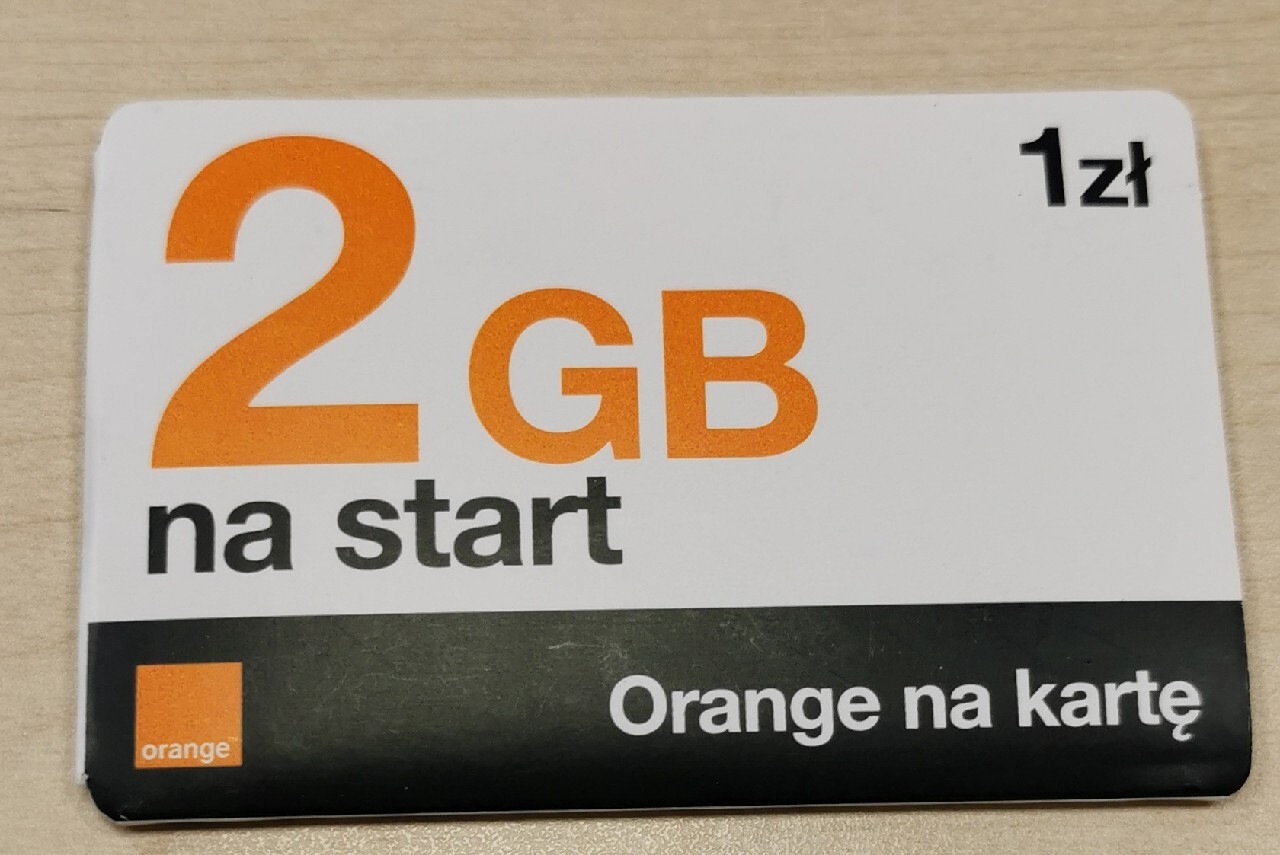 1zł
2 GB
na start
orange
Orange na kartę